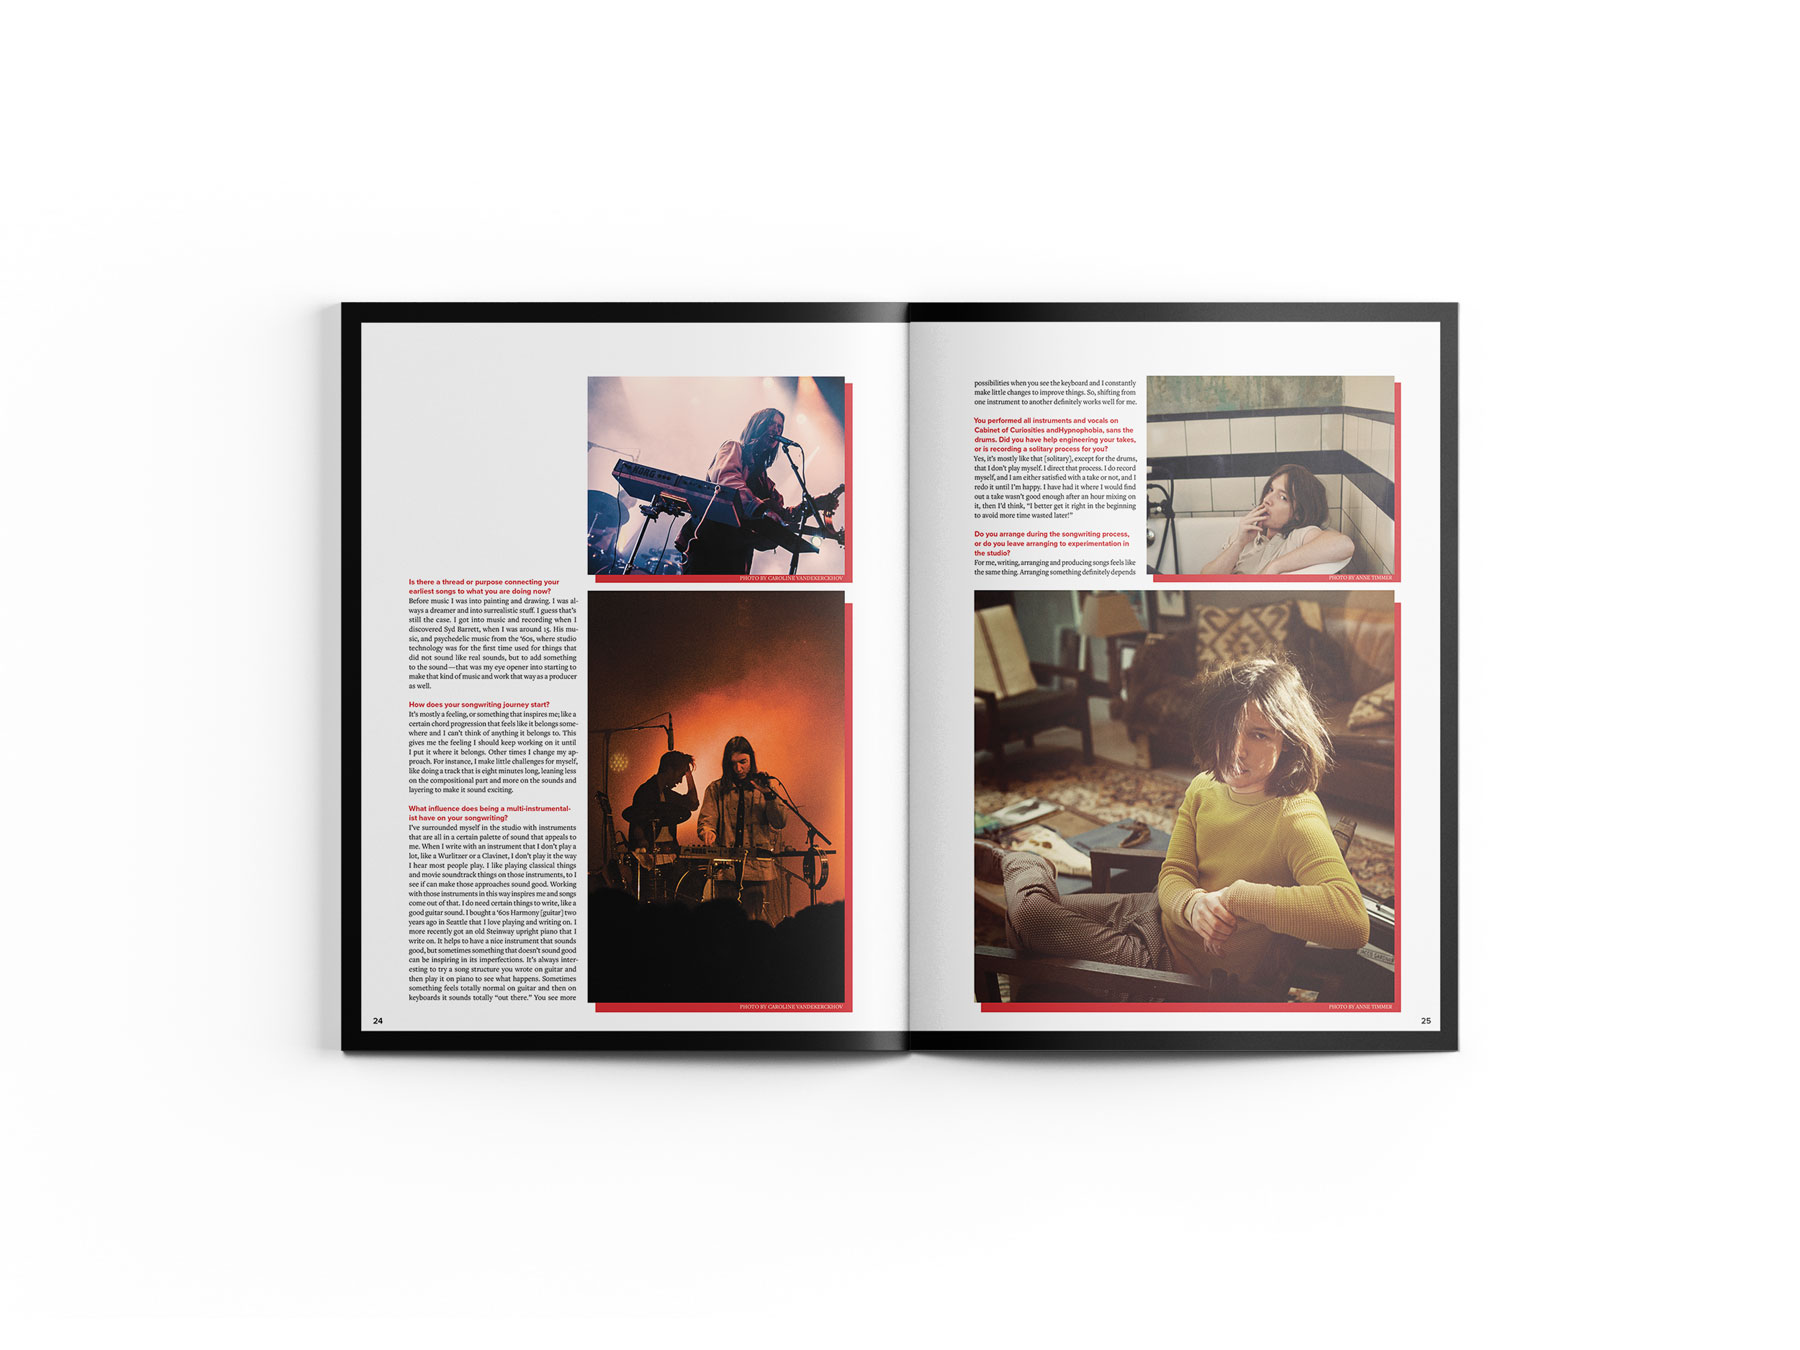 Is there a thread or purpose connecting your
earliest songs to what you are doing now?
Before music I was into painting and drawing. I was al-
ways a dreamer and into surrealistic stuff. I guess that's
still the case. I got into music and recording when I
discovered Syd Barrett, when I was around 15. His mu-
sic, and psychedelic music from the '60s, where studio
technology was for the first time used for things that
did not sound like real sounds, but to add something
to the sound—that was my eye opener into starting to
make that kind of music and work that way as a producer
as well.
How does your songwriting journey start?
It's mostly a feeling, or something that inspires me; like a
certain chord progression that feels like it belongs some-
where and I can't think of anything it belongs to. This
gives me the feeling I should keep working on it until
I put it where it belongs. Other times I change my ap-
proach. For instance, I make little challenges for myself,
like doing a track that is eight minutes long, leaning less
on the compositional part and more on the sounds and
layering to make it sound exciting.
What influence does being a multi-instrumental-
ist have on your songwriting?
I've surrounded myself in the studio with instruments
that are all in a certain palette of sound that appeals to
me. When I write with an instrument that I don't play a
lot, like a Wurlitzer or a Clavinet, I don't play it the way
I hear most people play. I like playing classical things
and movie soundtrack things on those instruments, to I
see if can make those approaches sound good. Working
with those instruments in this way inspires me and songs
come out of that. I do need certain things to write, like a
good guitar sound. I bought a '60s Harmony [guitar] two
years ago in Seattle that I love playing and writing on. I
more recently got an old Steinway upright piano that I
write on. It helps to have a nice instrument that sounds
good, but sometimes something that doesn't sound good
can be inspiring in its imperfections. It's always inter-
esting to try a song structure you wrote on guitar and
then play it on piano to see what happens. Sometimes
something feels totally normal on guitar and then on
keyboards it sounds totally "out there." You see more
24
KORG
PHOTO BY CAROLINE VANDEKERCKHOV
PHOTO BY CAROLINE VANDEKERCKHOV
possibilities when you see the keyboard and I constantly
make little changes to improve things. So, shifting from
one instrument to another definitely works well for me.
You performed all instruments and vocals on
Cabinet of Curiosities andHypnophobia, sans the
drums. Did you have help engineering your takes,
or is recording a solitary process for you?
Yes, it's mostly like that [solitary], except for the drums,
that I don't play myself. I direct that process. I do record
myself, and I am either satisfied with a take or not, and I
redo it until I'm happy. I have had it where I would find
out a take wasn't good enough after an hour mixing on
it, then I'd think, "I better get it right in the beginning
to avoid more time wasted later!"
Do you arrange during the songwriting process,
or do you leave arranging to experimentation in
the studio?
For me, writing, arranging and producing songs feels like
the same thing. Arranging something definitely depends
PHOTO BY ANNE TIMMER
PHOTO BY ANNE TIMMER
25